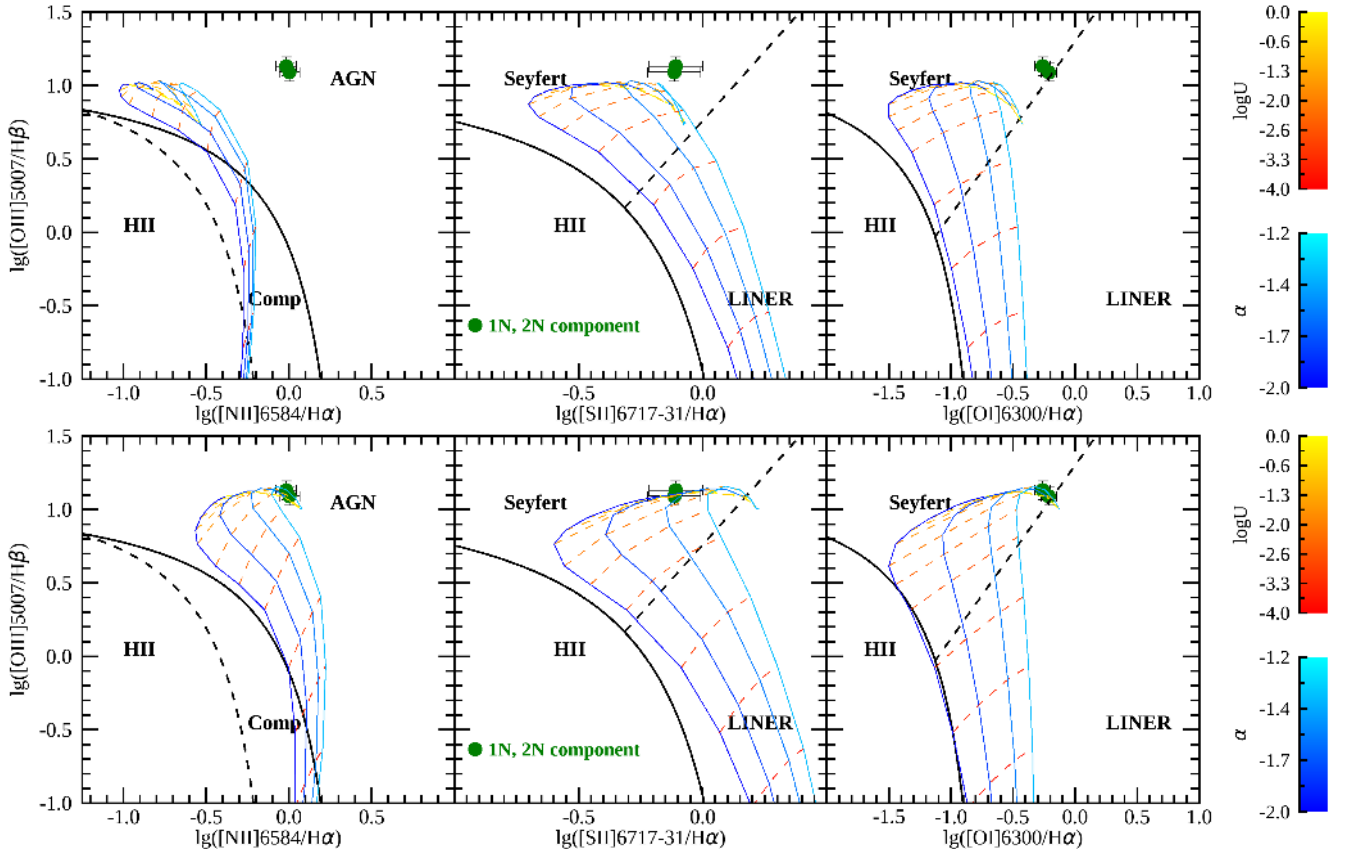 1.5
1.0
0.5
0.0
-0.5
-1.0
lg([OIII]5007/Hβ)
AGN
HII
Comp
-1.0 -0.5 0.0 0.5
lg([NII]6584/Hα)
Seyfert
HII
LINER
1N, 2N component
-0.5 0.0
lg([SII]6717-31/Hα)
Seyfert
HII
LINER
-1.5 -1.0 -0.5 0.0 0.5 1.0
lg([OI]6300/Hα)
0.0
-0.6
-1.3
-2.0
-2.6
-3.3
-4.0
logU
-1.2
-1.4
-1.7
-2.0
α
1.5
1.0
0.5
0.0
-0.5
-1.0
lg([OIII]5007/Hβ)
AGN
HII
Comp
-1.0 -0.5 0.0 0.5
lg([NII]6584/Hα)
Seyfert
HII
LINER
1N, 2N component
-0.5 0.0
lg([SII]6717-31/Hα)
Seyfert
HII
LINER
-1.5 -1.0 -0.5 0.0 0.5 1.0
lg([OI]6300/Hα)
0.0
-0.6
-1.3
-2.0
-2.6
-3.3
-4.0
logU
-1.2
-1.4
-1.7
-2.0
α